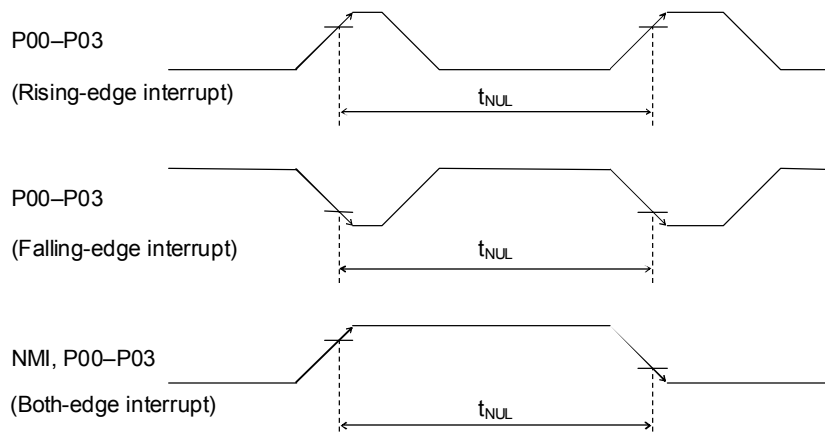 P00–P03
(Rising-edge interrupt)
tNUL
P00–P03
(Falling-edge interrupt)
tNUL
NMI, P00–P03
(Both-edge interrupt)
tNUL